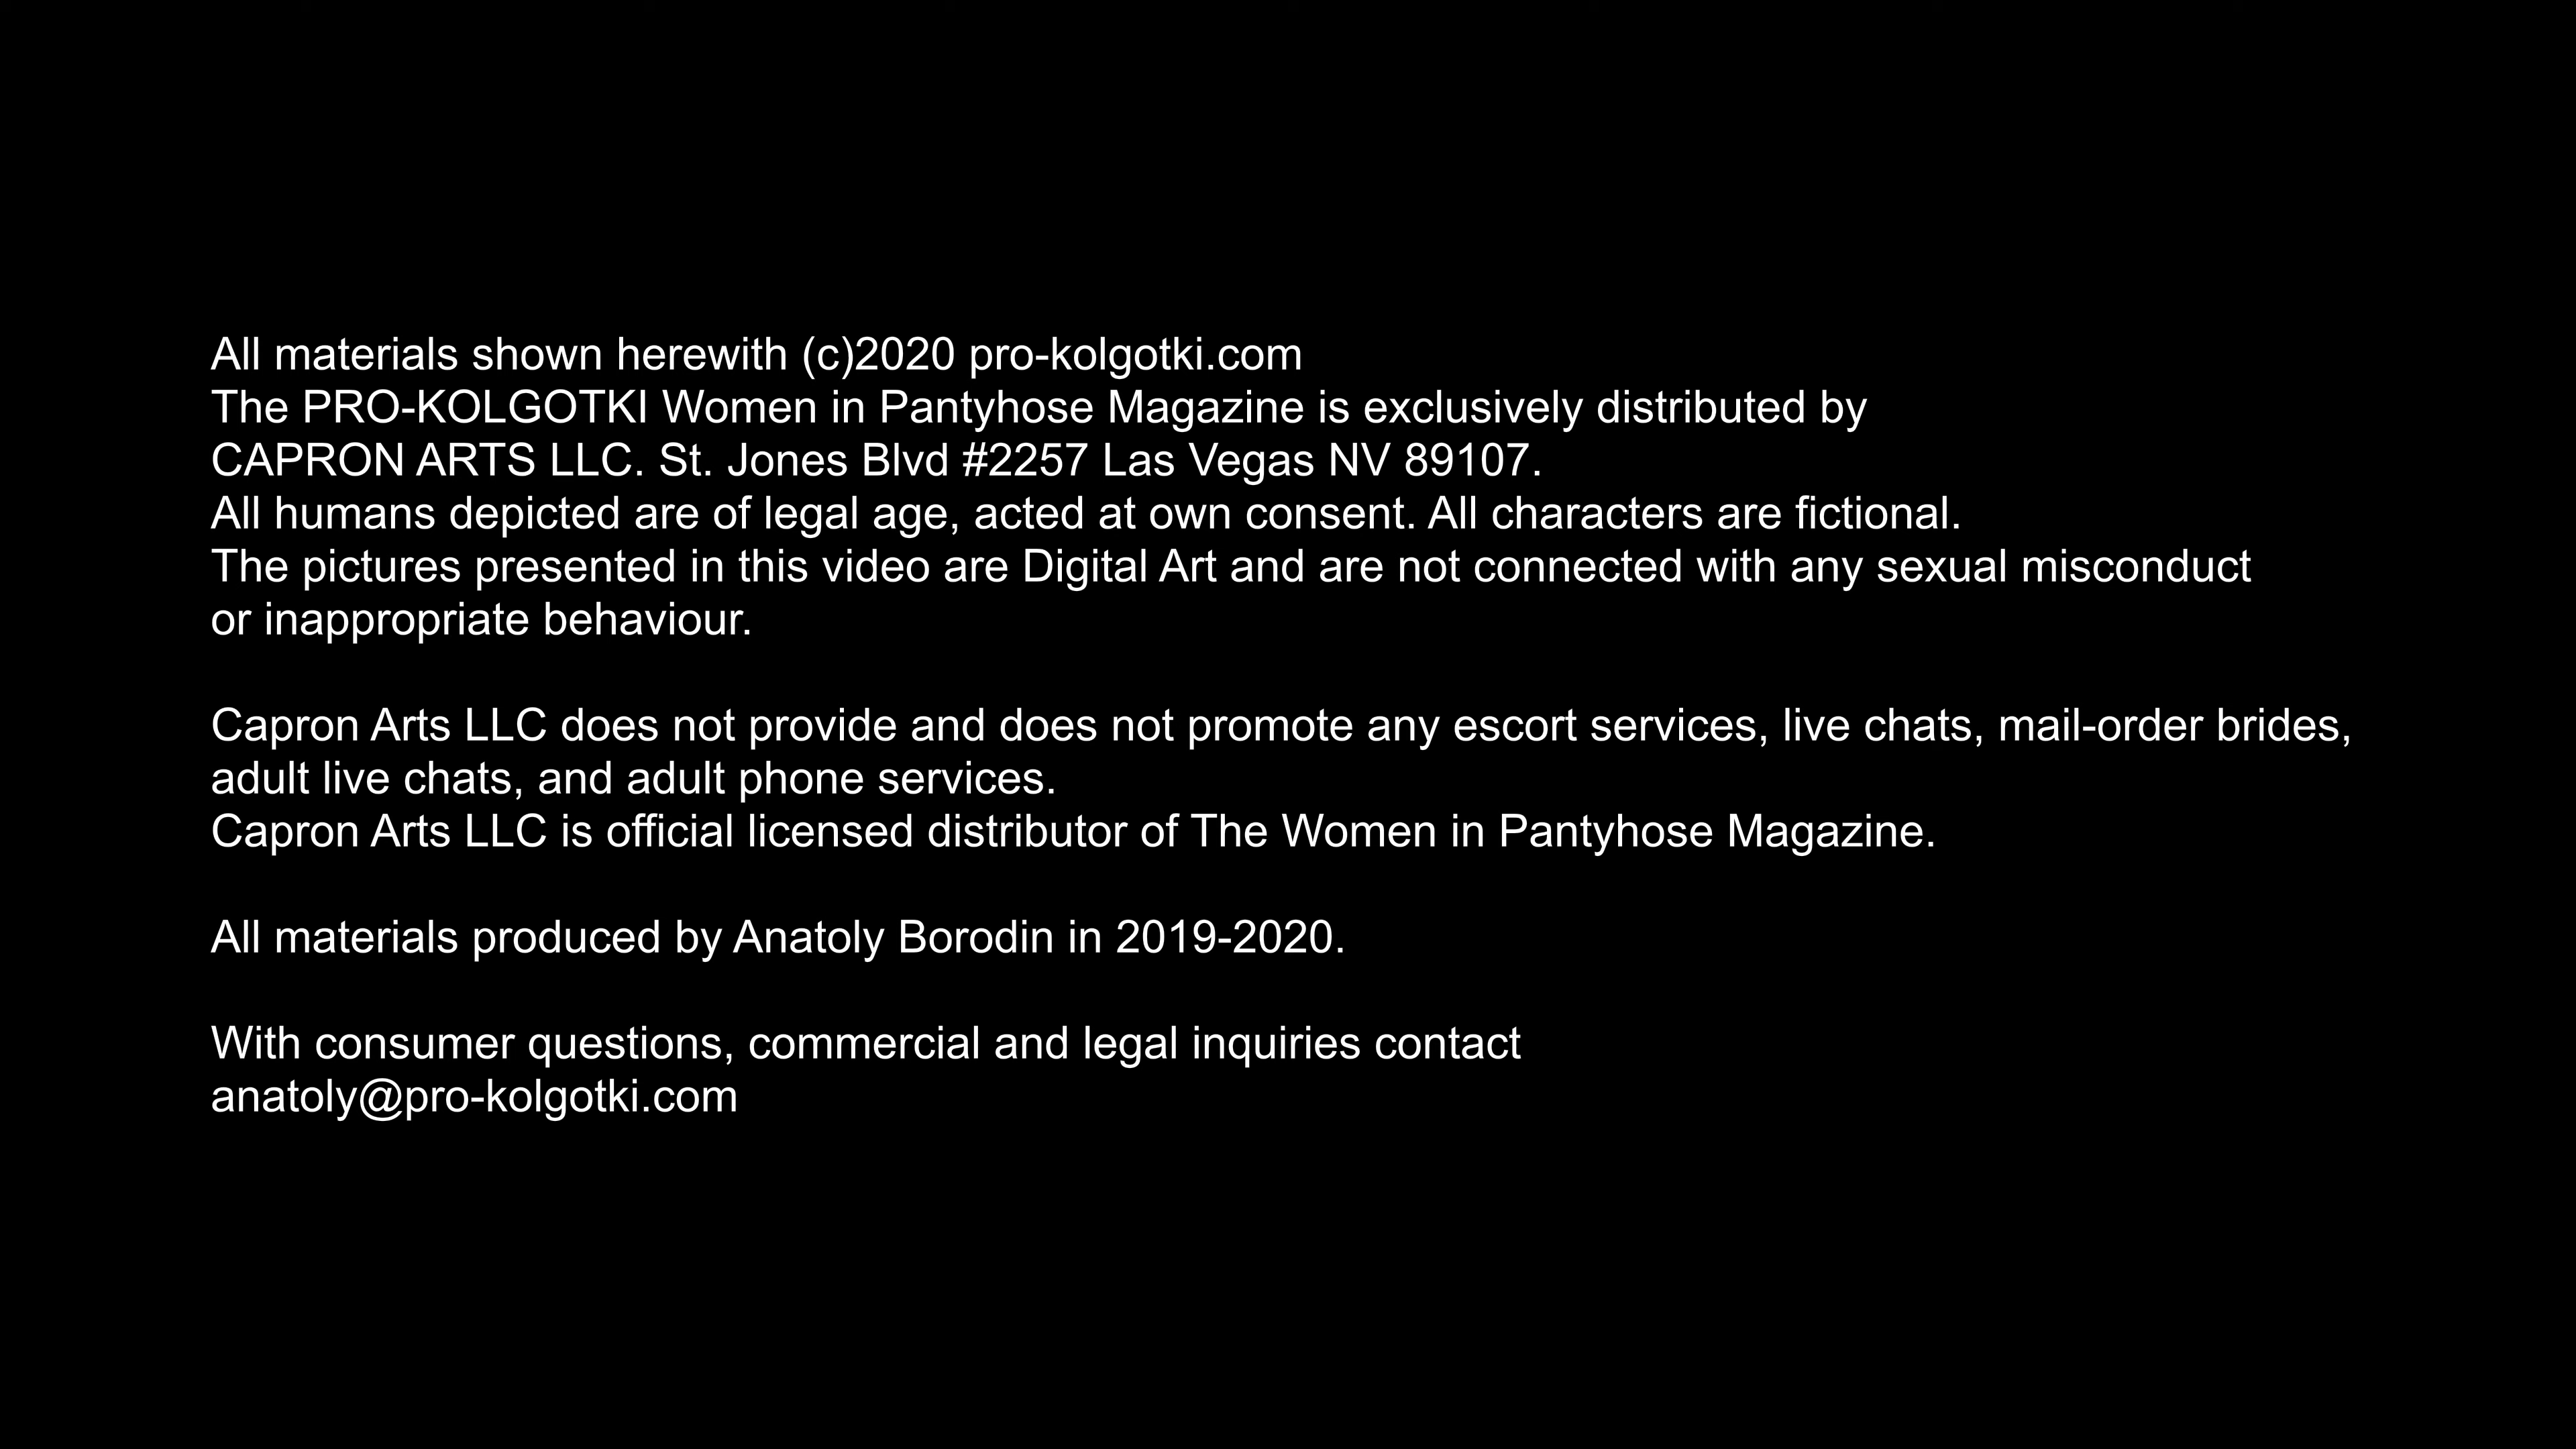 All materials shown herewith (c)2020 pro-kolgotki.com
The PRO-KOLGOTKI Women in Pantyhose Magazine is exclusively distributed by
CAPRON ARTS LLC. St. Jones Blvd #2257 Las Vegas NV 89107.
All humans depicted are of legal age, acted at own consent. All characters are fictional.
The pictures presented in this video are Digital Art and are not connected with any sexual misconduct
or inappropriate behaviour.
Capron Arts LLC does not provide and does not promote any escort services, live chats, mail-order brides,
adult live chats, and adult phone services.
Capron Arts LLC is official licensed distributor of The Women in Pantyhose Magazine.
All materials produced by Anatoly Borodin in 2019-2020.
With consumer questions, commercial and legal inquiries contact
anatoly@pro-kolgotki.com